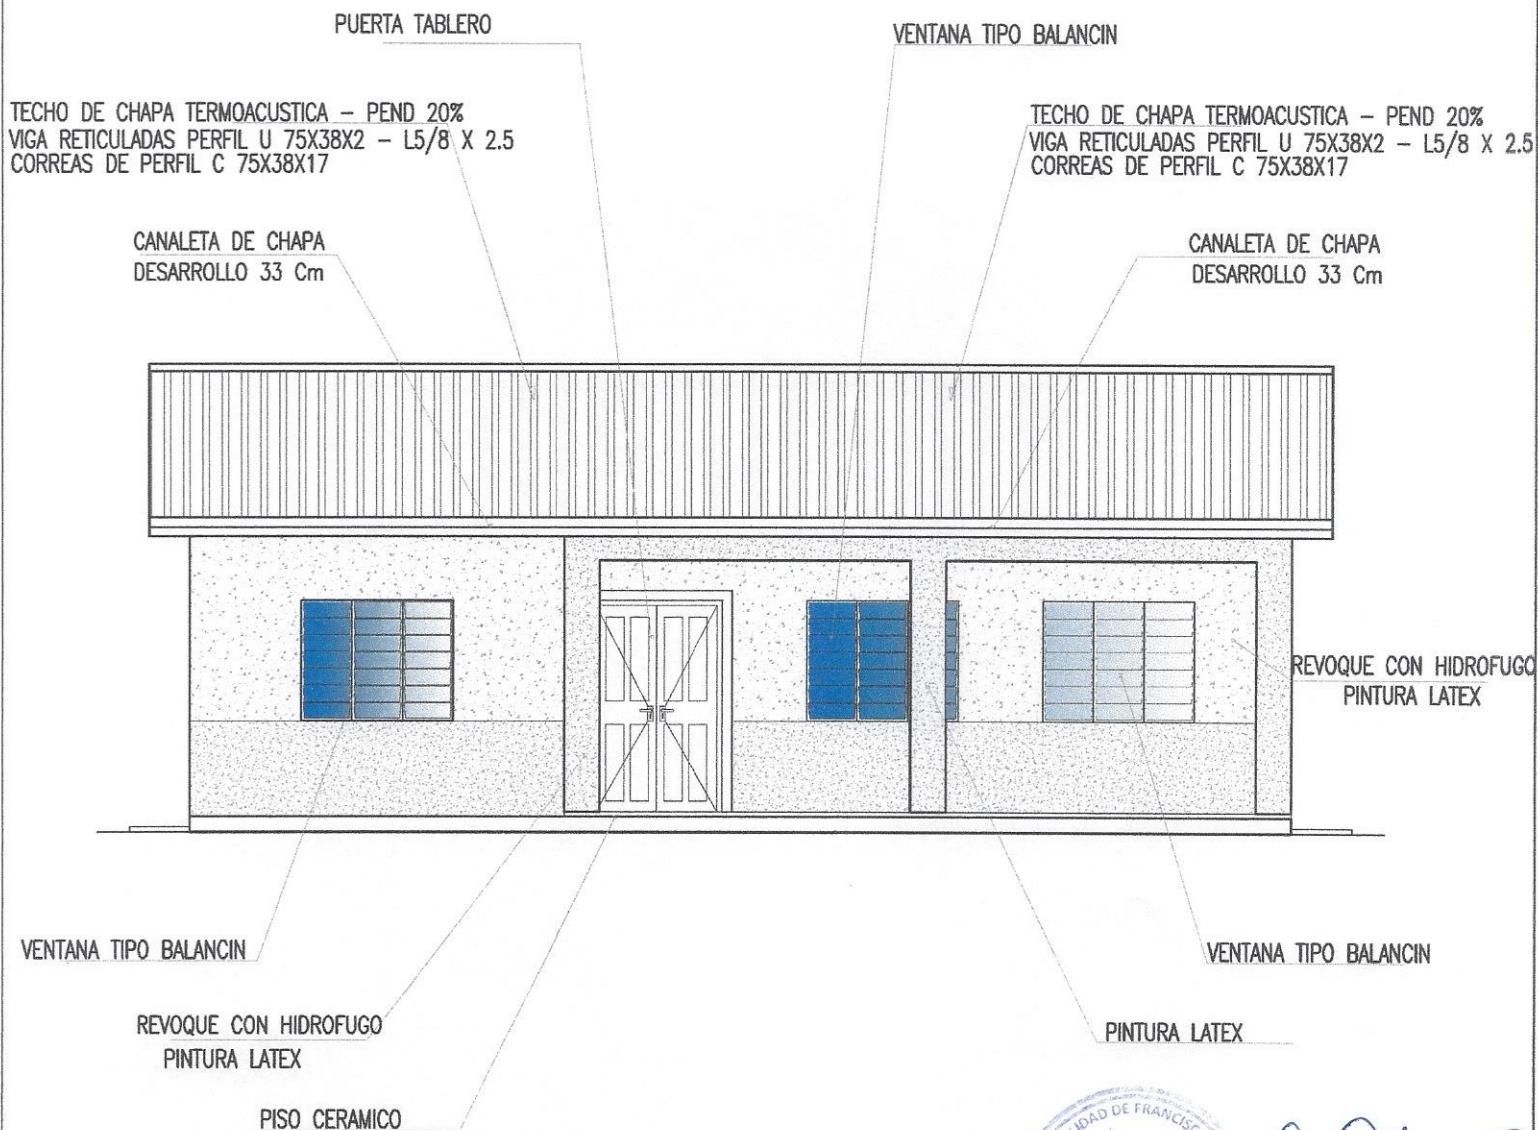 PUERTA TABLERO
VENTANA TIPO BALANCIN
TECHO DE CHAPA TERMOACUSTICA – PEND 20%
VIGA RETICULADAS PERFIL U 75X38X2 – L5/8 X 2.5
CORREAS DE PERFIL C 75X38X17
TECHO DE CHAPA TERMOACUSTICA – PEND 20%
VIGA RETICULADAS PERFIL U 75X38X2 – L5/8 X 2.5
CORREAS DE PERFIL C 75X38X17
CANALETA DE CHAPA
DESARROLLO 33 Cm
CANALETA DE CHAPA
DESARROLLO 33 Cm
REVOQUE CON HIDROFUGO
PINTURA LATEX
VENTANA TIPO BALANCIN
VENTANA TIPO BALANCIN
REVOQUE CON HIDROFUGO
PINTURA LATEX
PINTURA LATEX
PISO CERAMICO
DE FRANCISCO